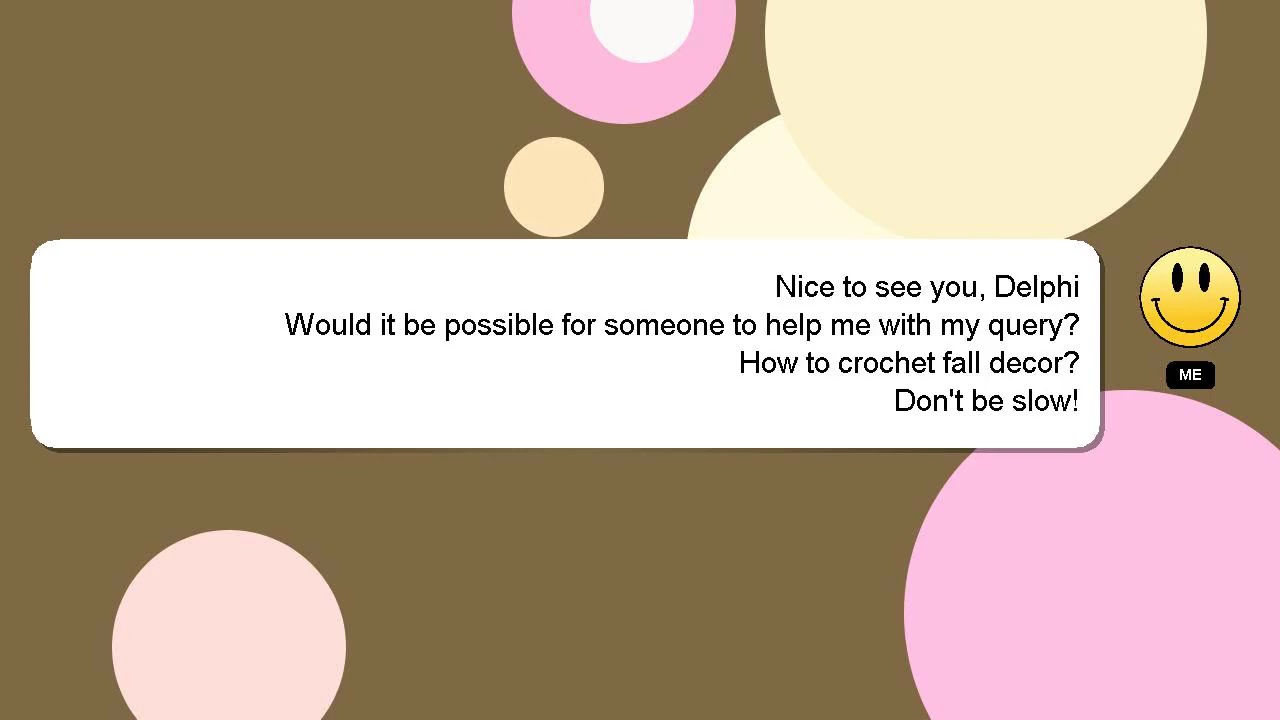 Nice to see you, Delphi
Would it be possible for someone to help me with my query?
How to crochet fall decor?
Don't be slow!
ME